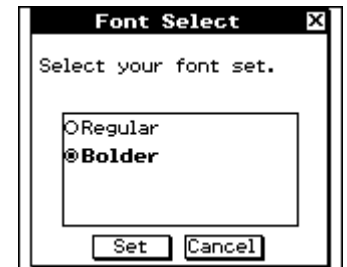 Font Select X
Select your font set.
Regular
Bolder
Set Cancel